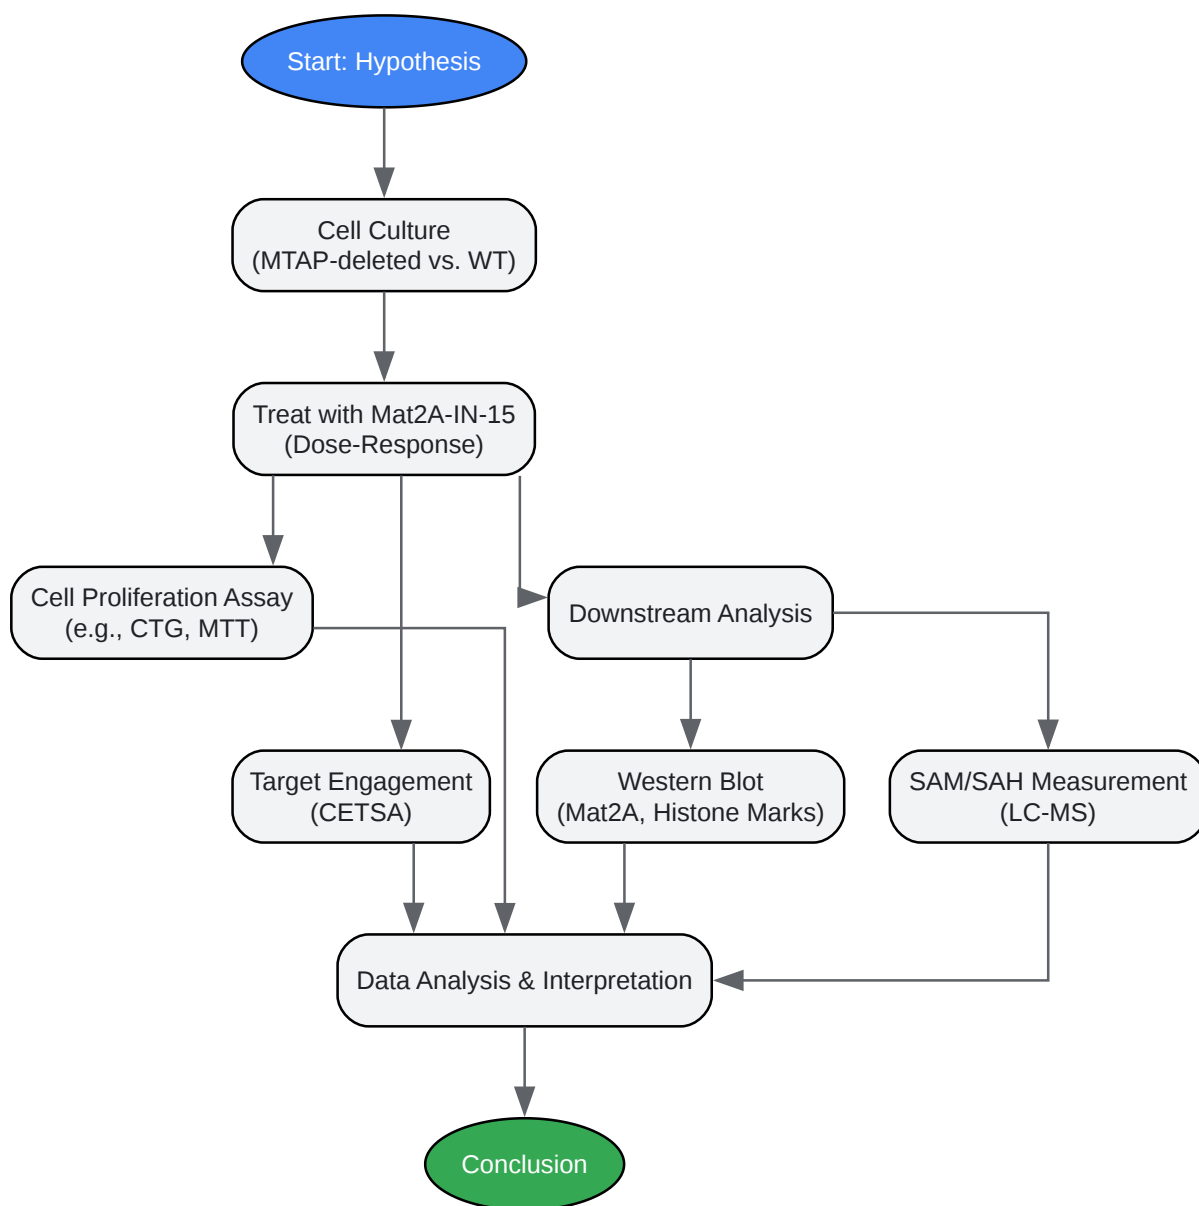 Start: Hypothesis
Cell Culture
(MTAP-deleted vs. WT)
Treat with Mat2A-IN-15
(Dose-Response)
Cell Proliferation Assay
(e.g., CTG, MTT)
Downstream Analysis
Target Engagement
(CETSA)
Western Blot
(Mat2A, Histone Marks)
SAM/SAH Measurement
(LC-MS)
Data Analysis & Interpretation
Conclusion